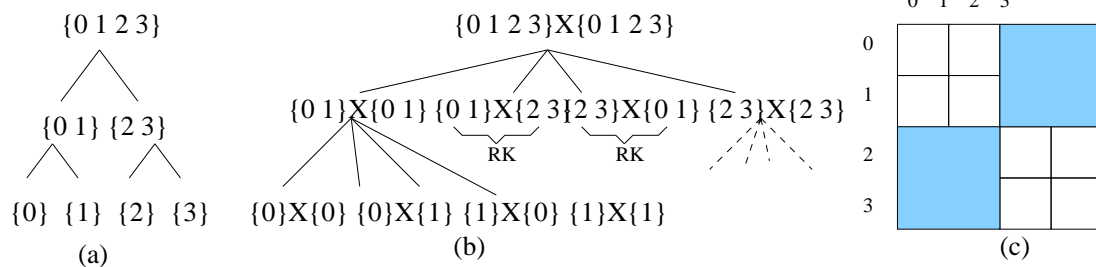 {0 1 2 3}
{0 1} {2 3}
{0} {1} {2} {3}
(a)
{0 1 2 3}X{0 1 2 3}
{0 1}X{0 1} {0 1}X{2 3} {2 3}X{0 1} {2 3}X{2 3}
RK RK
{0}X{0} {0}X{1} {1}X{0} {1}X{1}
(b)
0 1 2 3
0
1
2
3
(c)